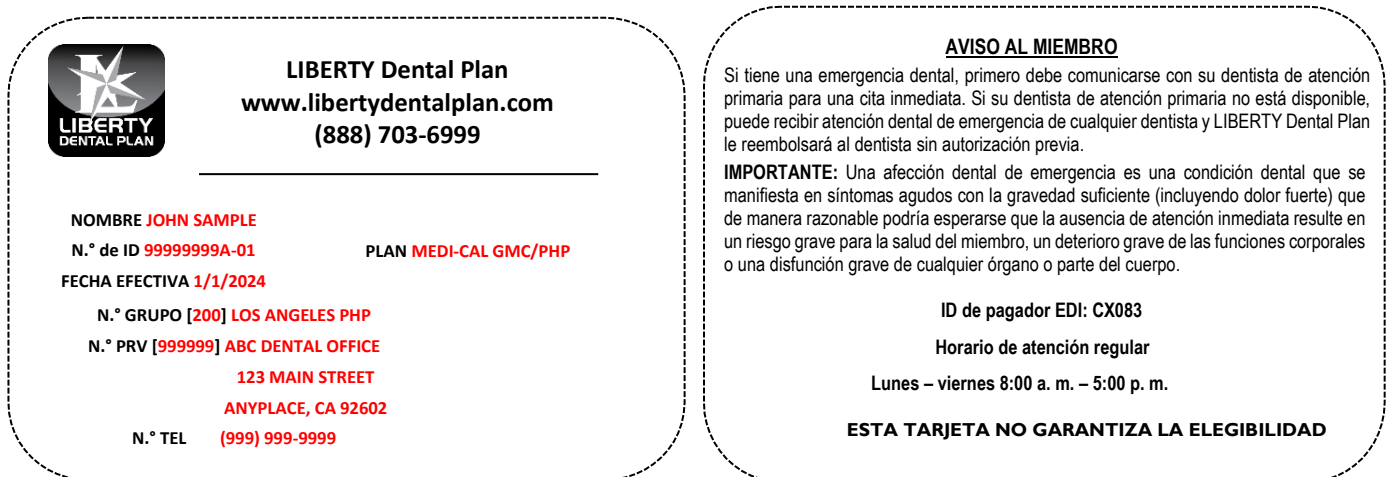 LIBERTY
DENTAL PLAN
LIBERTY Dental Plan
www.libertydentalplan.com
(888) 703-6999
NOMBRE JOHN SAMPLE
N.° de ID 99999999A-01 PLAN MEDI-CAL GMC/PHP
FECHA EFECTIVA 1/1/2024
N.° GRUPO [200] LOS ANGELES PHP
N.° PRV [999999] ABC DENTAL OFFICE
123 MAIN STREET
ANYPLACE, CA 92602
N.° TEL (999) 999-9999
AVISO AL MIEMBRO
Si tiene una emergencia dental, primero debe comunicarse con su dentista de atención
primaria para una cita inmediata. Si su dentista de atención primaria no está disponible,
puede recibir atención dental de emergencia de cualquier dentista y LIBERTY Dental Plan
le reembolsará al dentista sin autorización previa.
IMPORTANTE: Una afección dental de emergencia es una condición dental que se
manifiesta en síntomas agudos con la gravedad suficiente (incluyendo dolor fuerte) que
de manera razonable podría esperarse que la ausencia de atención inmediata resulte en
un riesgo grave para la salud del miembro, un deterioro grave de las funciones corporales
o una disfunción grave de cualquier órgano o parte del cuerpo.
ID de pagador EDI: CX083
Horario de atención regular
Lunes – viernes 8:00 a. m. – 5:00 p. m.
ESTA TARJETA NO GARANTIZA LA ELEGIBILIDAD